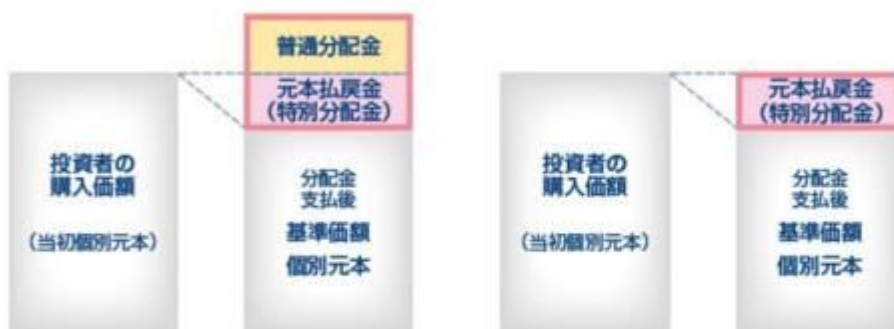 投資者の
購入価額
（当初個別元本）
普通分配金
元本払戻金
（特別分配金）
分配金
支払後
基準価額
個別元本
投資者の
購入価額
（当初個別元本）
元本払戻金
（特別分配金）
分配金
支払後
基準価額
個別元本